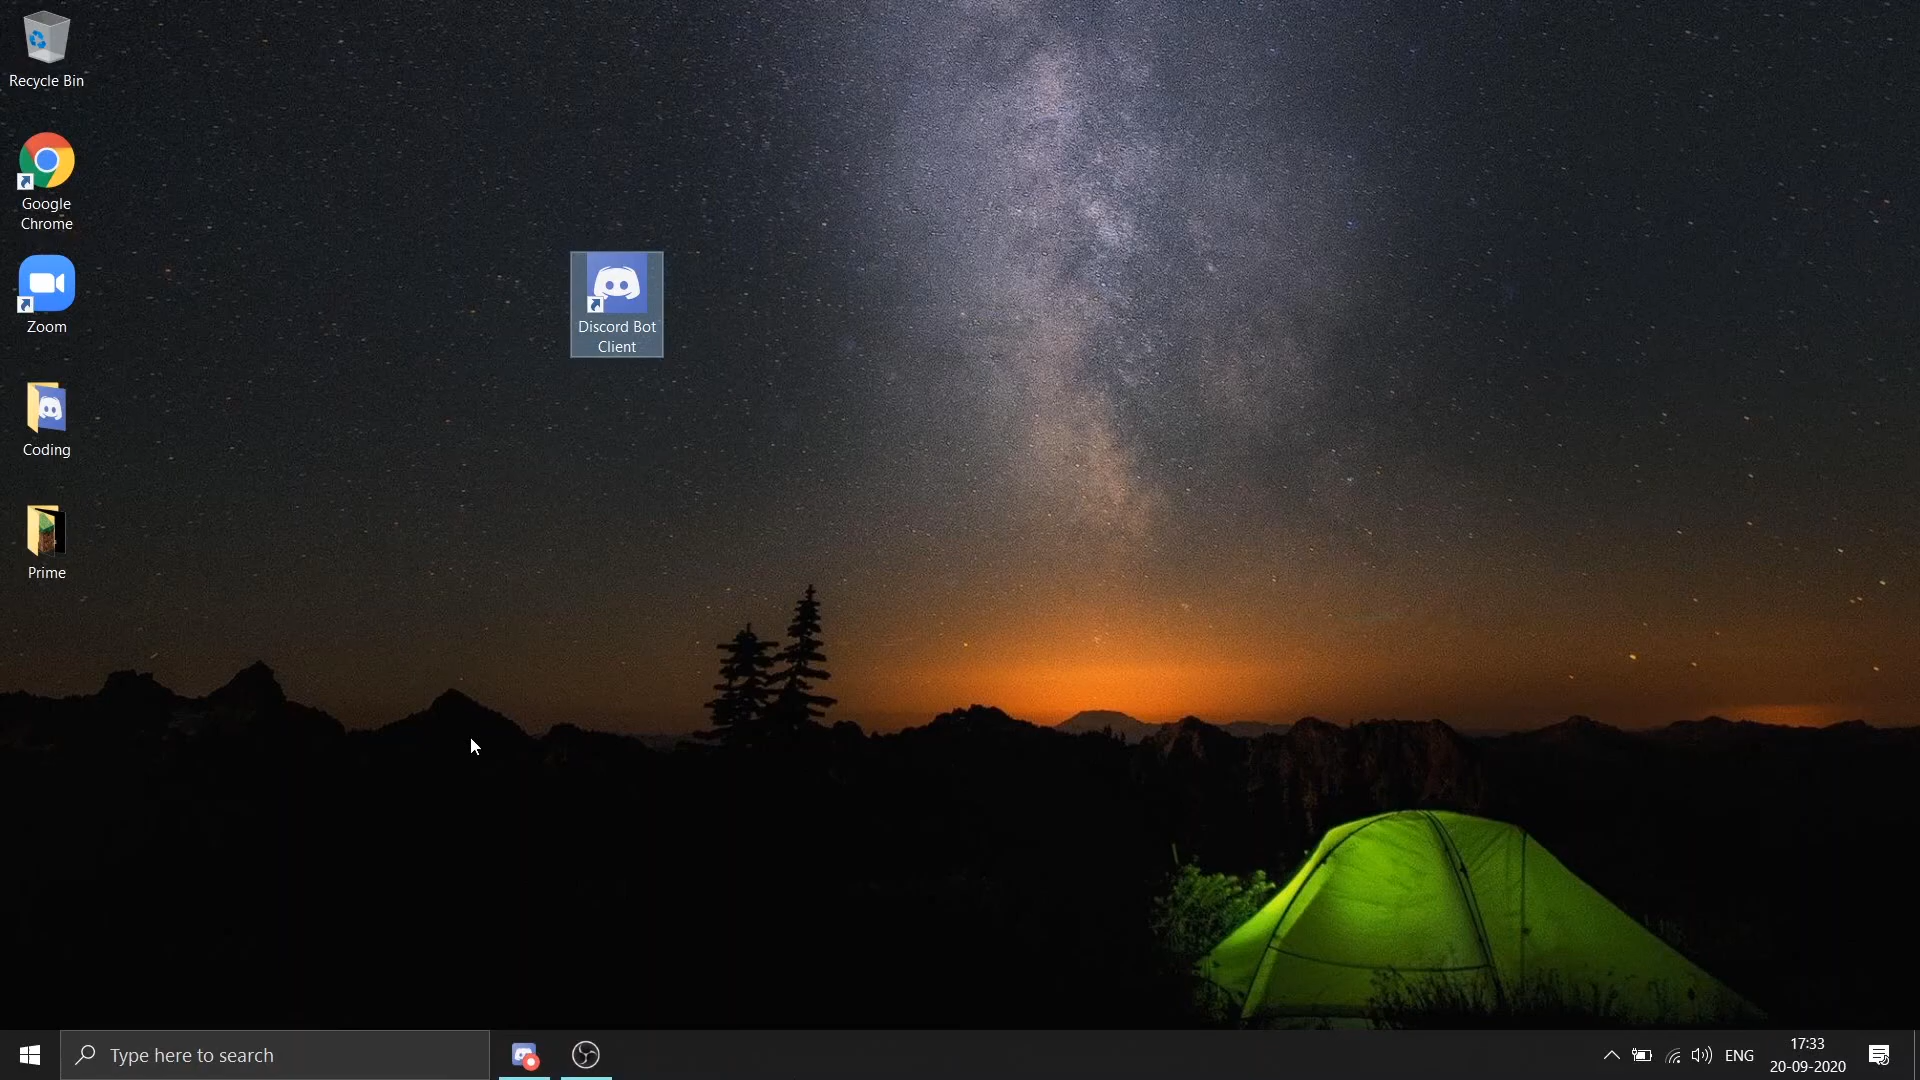 Recycle Bin
Google
Chrome
Zoom
Coding
Prime
Discord Bot
Client
Type here to search
ENG
17:33
20-09-2020